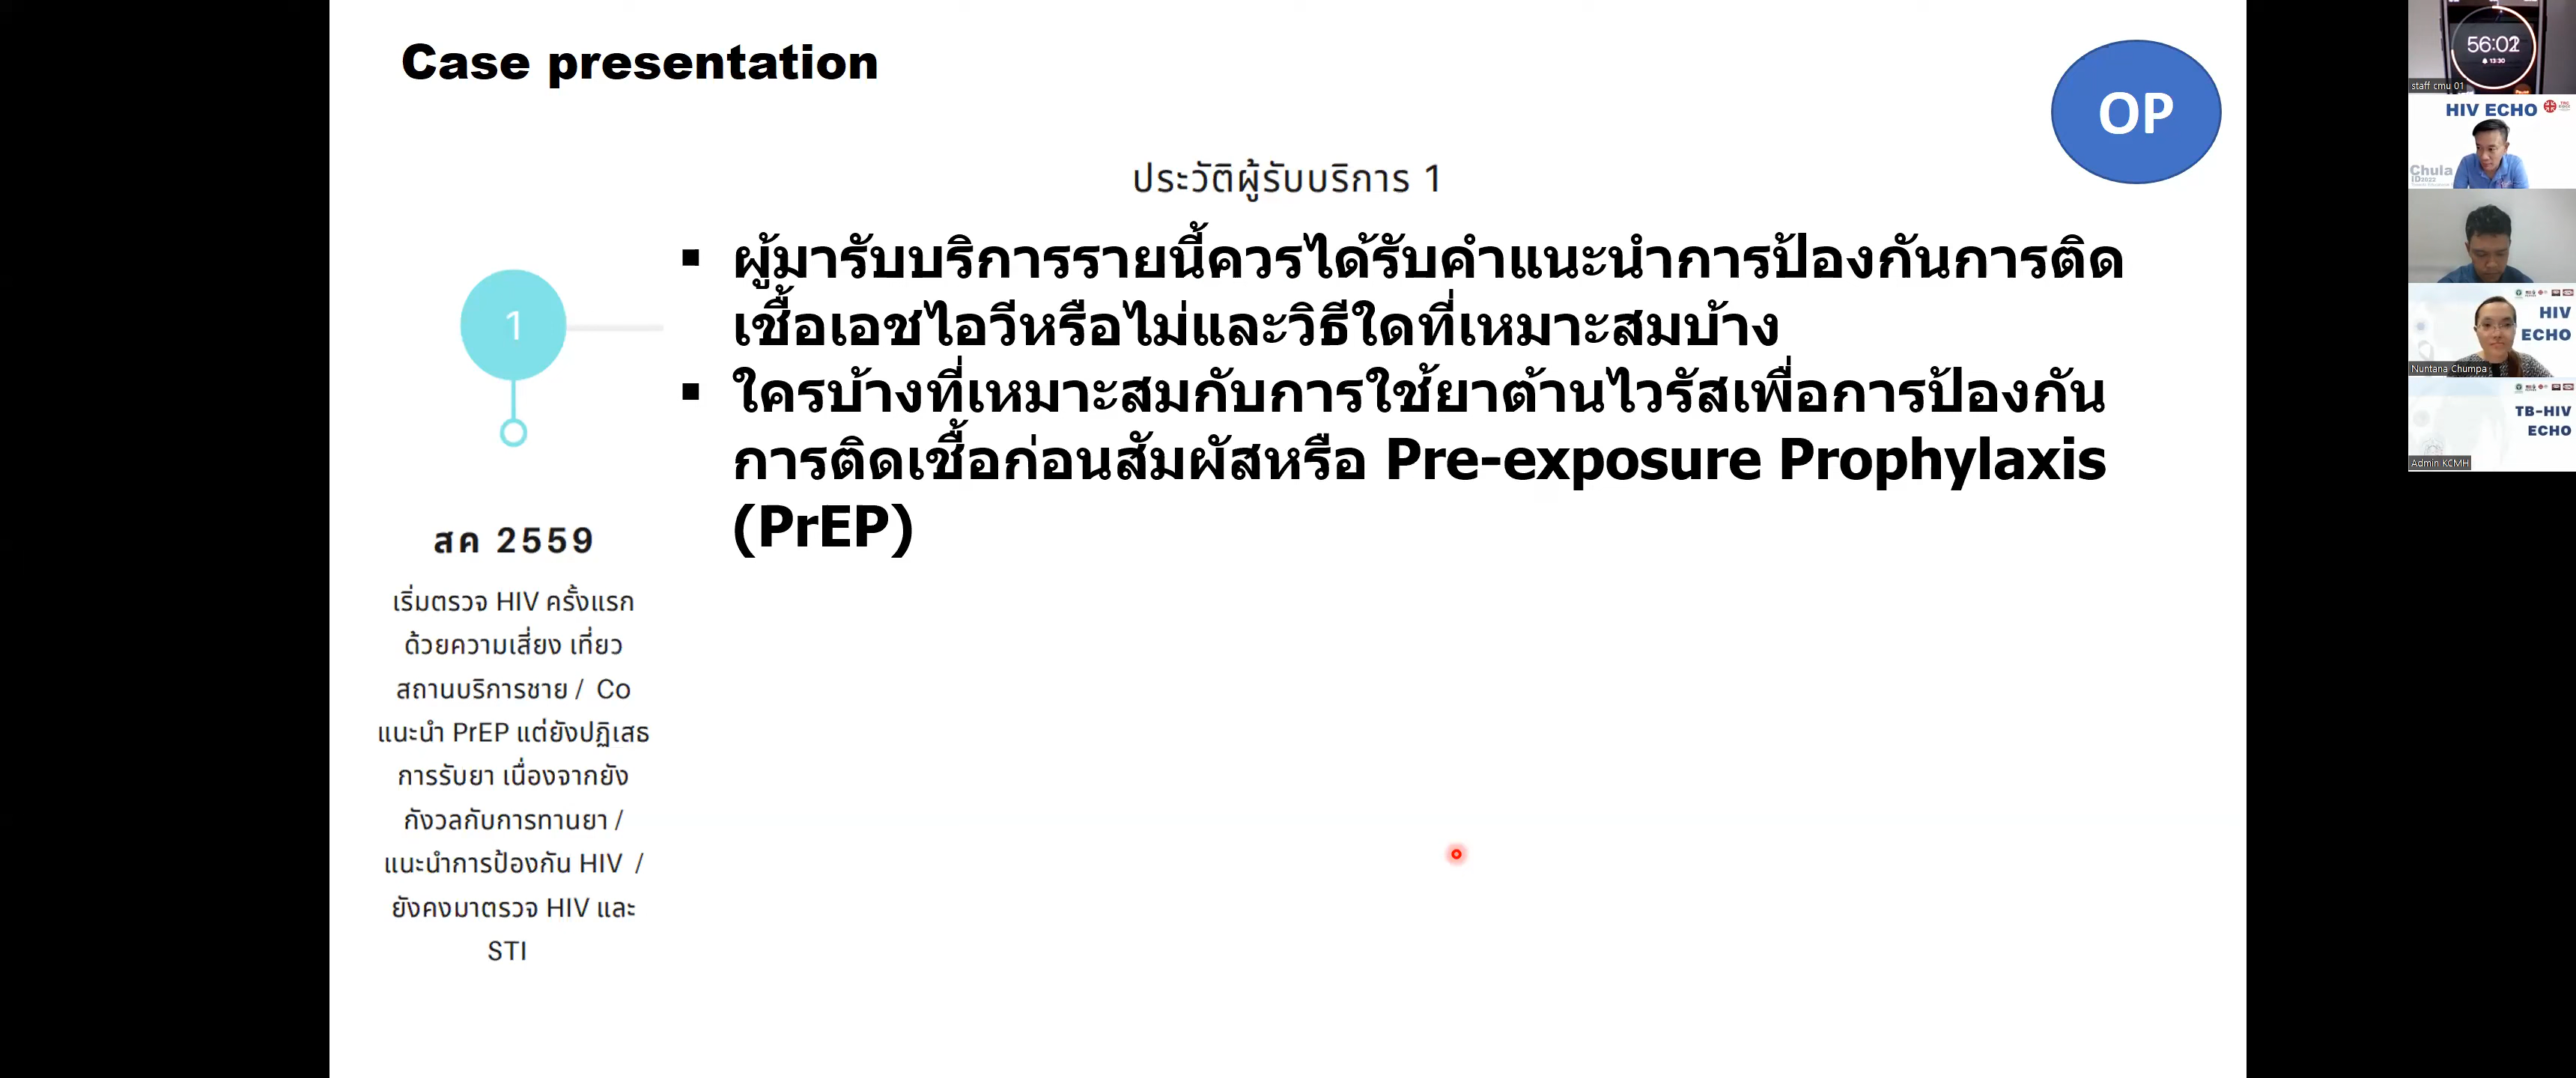 Case presentation
OP
ประวัติผู้รับบริการ 1
▪ ผู้มารับบริการรายนี้ควรได้รับคำแนะนำการป้องกันการติด
เชื้อเอชไอวีหรือไม่และวิธีใดที่เหมาะสมบ้าง
▪ ใครบ้างที่เหมาะสมกับการใช้ยาต้านไวรัสเพื่อการป้องกัน
การติดเชื้อก่อนสัมผัสหรือ Pre-exposure Prophylaxis
(PrEP)
1
สค 2559
เริ่มตรวจ HIV ครั้งแรก
ด้วยความเสี่ยง เที่ยว
สถานบริการชาย / Co
แนะนำ PrEP แต่ยังปฏิเสธ
การรับยา เนื่องจากยัง
กังวลกับการทานยา /
แนะนำการป้องกัน HIV /
ยังคงมาตรวจ HIV และ
STI
56:02
13:30
staff cmu 01
HIV ECHO
Chula
ID2022
HIV
ECHO
Nuntana Chumpa
TB-HIV
ECHO
Admin KCMH